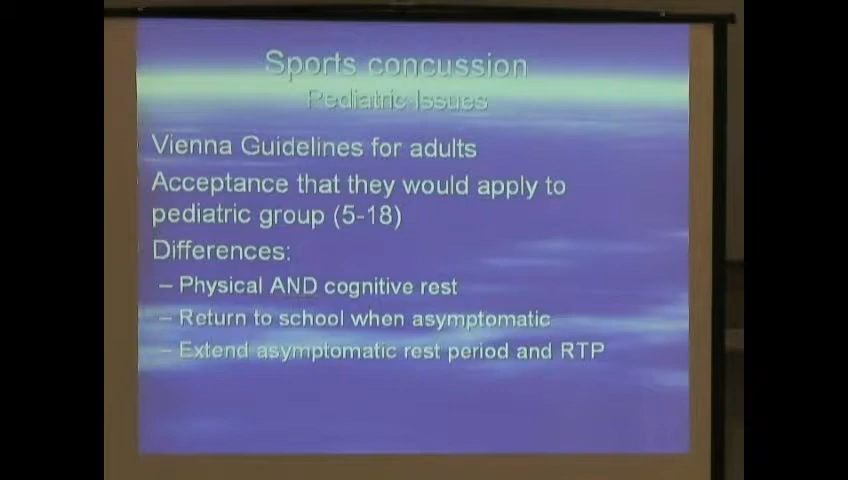 Sports concussion
Pediatric Issues
Vienna Guidelines for adults
Acceptance that they would apply to
pediatric group (5-18)
Differences:
– Physical AND cognitive rest
– Return to school when asymptomatic
– Extend asymptomatic rest period and RTP